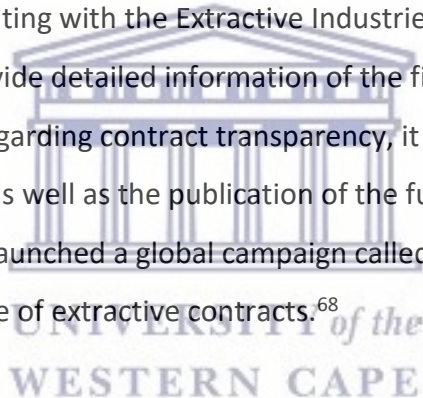 ting with the Extractive Industries
vide detailed information of the fi
garding contract transparency, it
s well as the publication of the fu
aunched a global campaign called
e of extractive contracts.68
UNIVERSITY of the
WESTERN CAPE